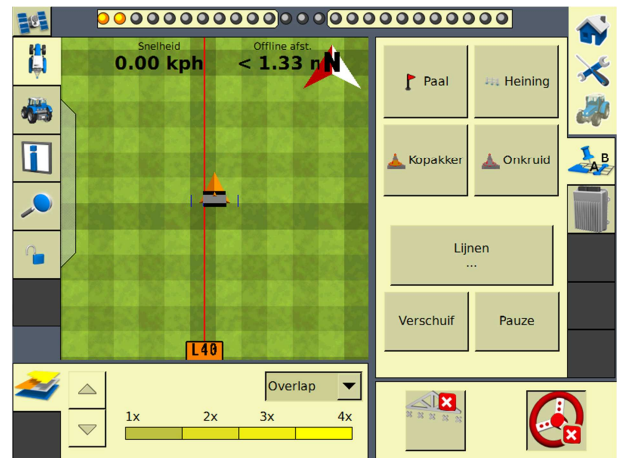 Snelheid
Offline afst.
0.00 kph
< 1.33 m
N
Paal
Heining
Kopakker
Onkruid
Lijnen
...
Verschuif
Pauze
A B
L40
Overlap
1x 2x 3x 4x